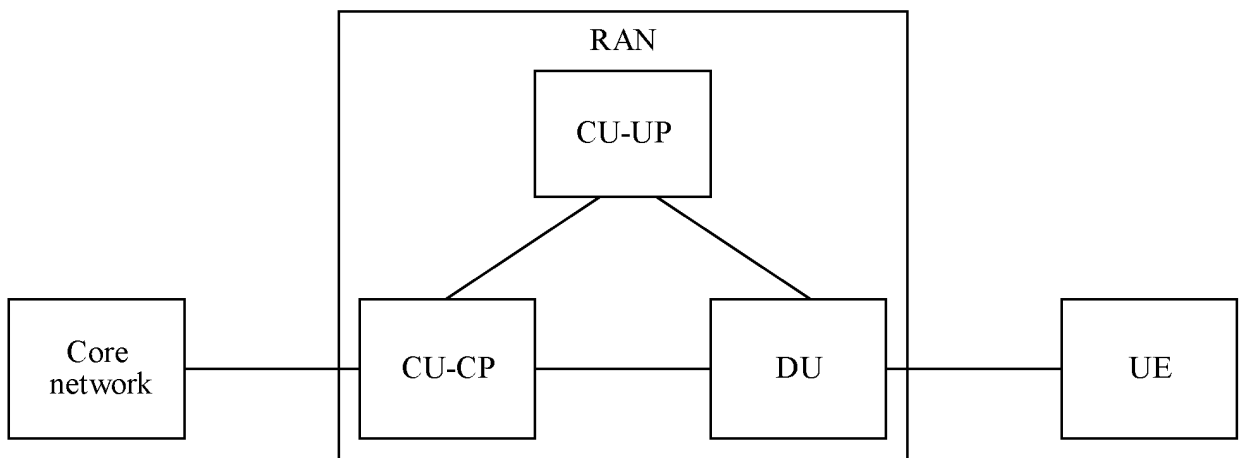 RAN
CU-UP
Core
network
CU-CP
DU
UE